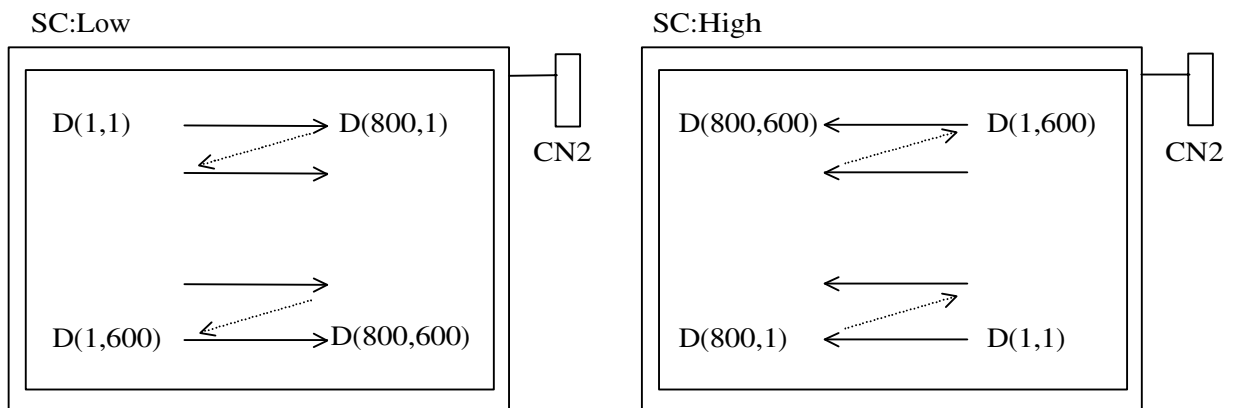 SC:Low
D(1,1) D(800,1)
CN2
D(1,600) D(800,600)
SC:High
D(800,600) D(1,600)
CN2
D(800,1) D(1,1)